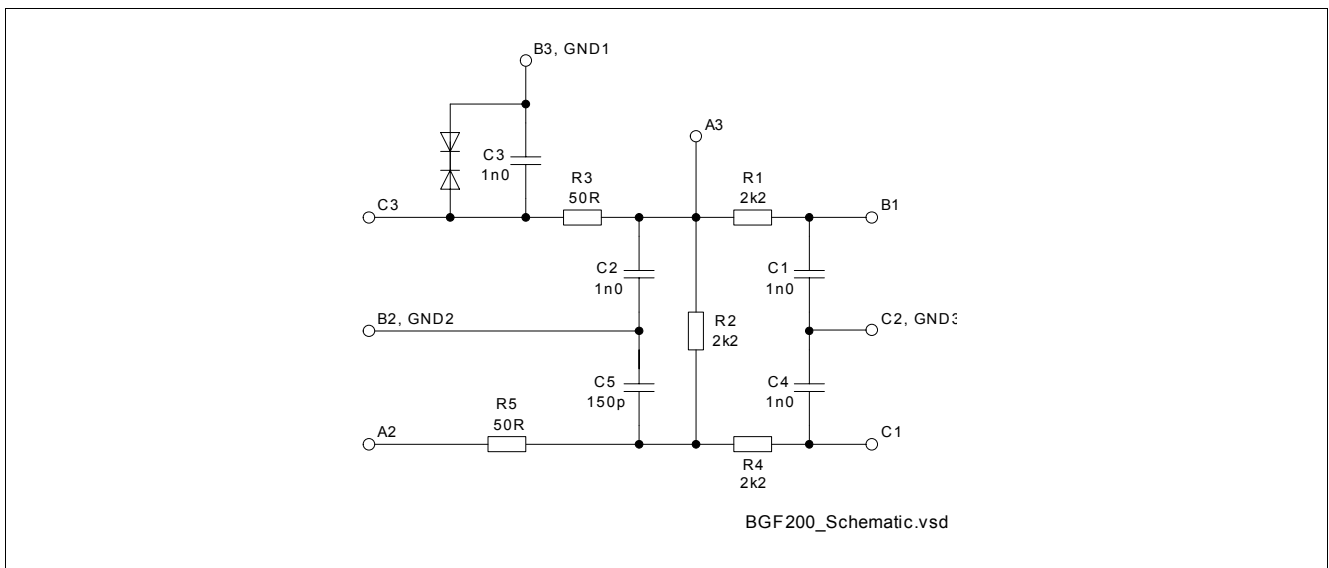 B3, GND1
A3
C3
1n0
R3
50R
R1
2k2
C3
B1
C2
1n0
C1
1n0
B2, GND2
R2
2k2
C2, GND3
C5
150p
C4
1n0
R5
50R
A2
C1
R4
2k2
BGF200_Schematic.vsd